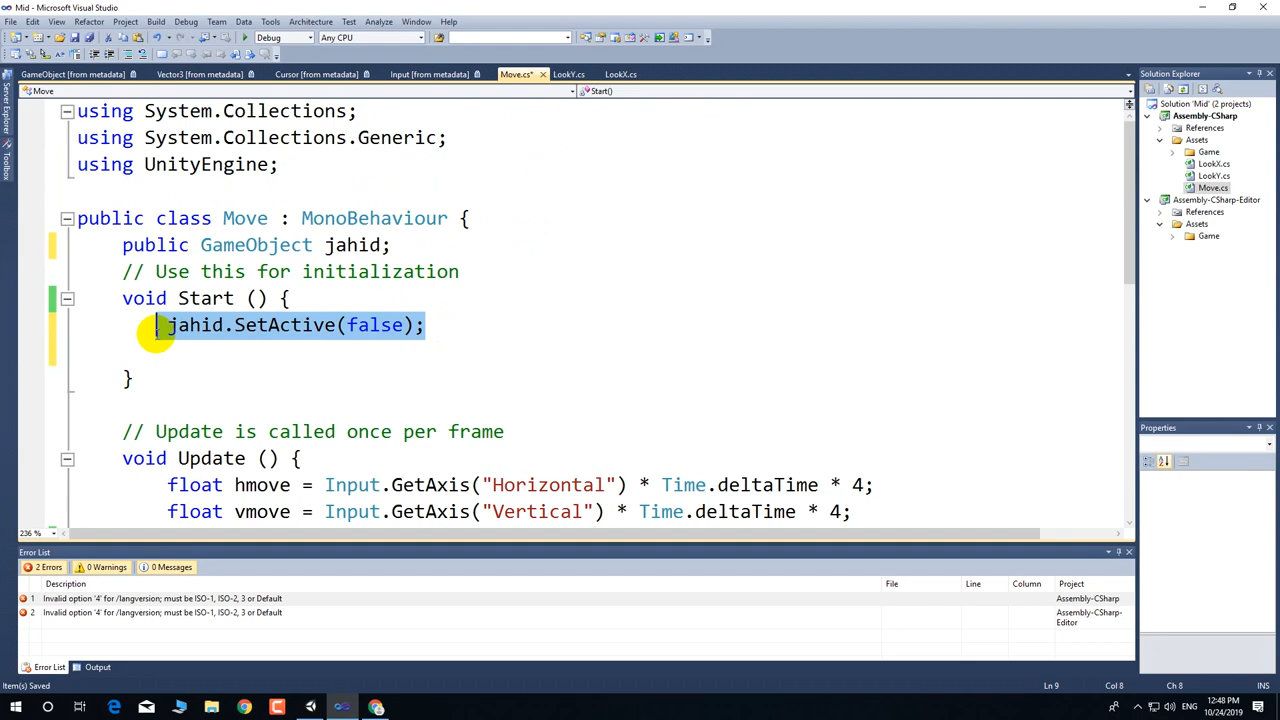 Mid - Microsoft Visual Studio
File Edit View Refactor Project Build Debug Team Data Tools Architecture Test Analyze Window Help
Debug Any CPU
GameObject [from metadata] Vector3 [from metadata] Cursor [from metadata] Input [from metadata] Move.cs* LookY.cs LookX.cs
Move Start()
using System.Collections;
using System.Collections.Generic;
using UnityEngine;
public class Move : MonoBehaviour {
public GameObject jahid;
// Use this for initialization
void Start () {
jahid.SetActive(false);
}
// Update is called once per frame
void Update () {
float hmove = Input.GetAxis("Horizontal") * Time.deltaTime * 4;
float vmove = Input.GetAxis("Vertical") * Time.deltaTime * 4;
236 %
Server Explorer
Toolbox
Solution Explorer
Solution 'Mid' (2 projects)
Assembly-CSharp
References
Assets
Game
LookX.cs
LookY.cs
Move.cs
Assembly-CSharp-Editor
References
Assets
Game
Properties
Error List
2 Errors 0 Warnings 0 Messages
Description File Line Column Project
1 Invalid option '4' for /langversion; must be ISO-1, ISO-2, 3 or Default Assembly-CSharp
2 Invalid option '4' for /langversion; must be ISO-1, ISO-2, 3 or Default Assembly-CSharp-
Editor
Error List Output
Item(s) Saved Ln 9 Col 8 Ch 8 INS
12:48 PM
10/24/2019